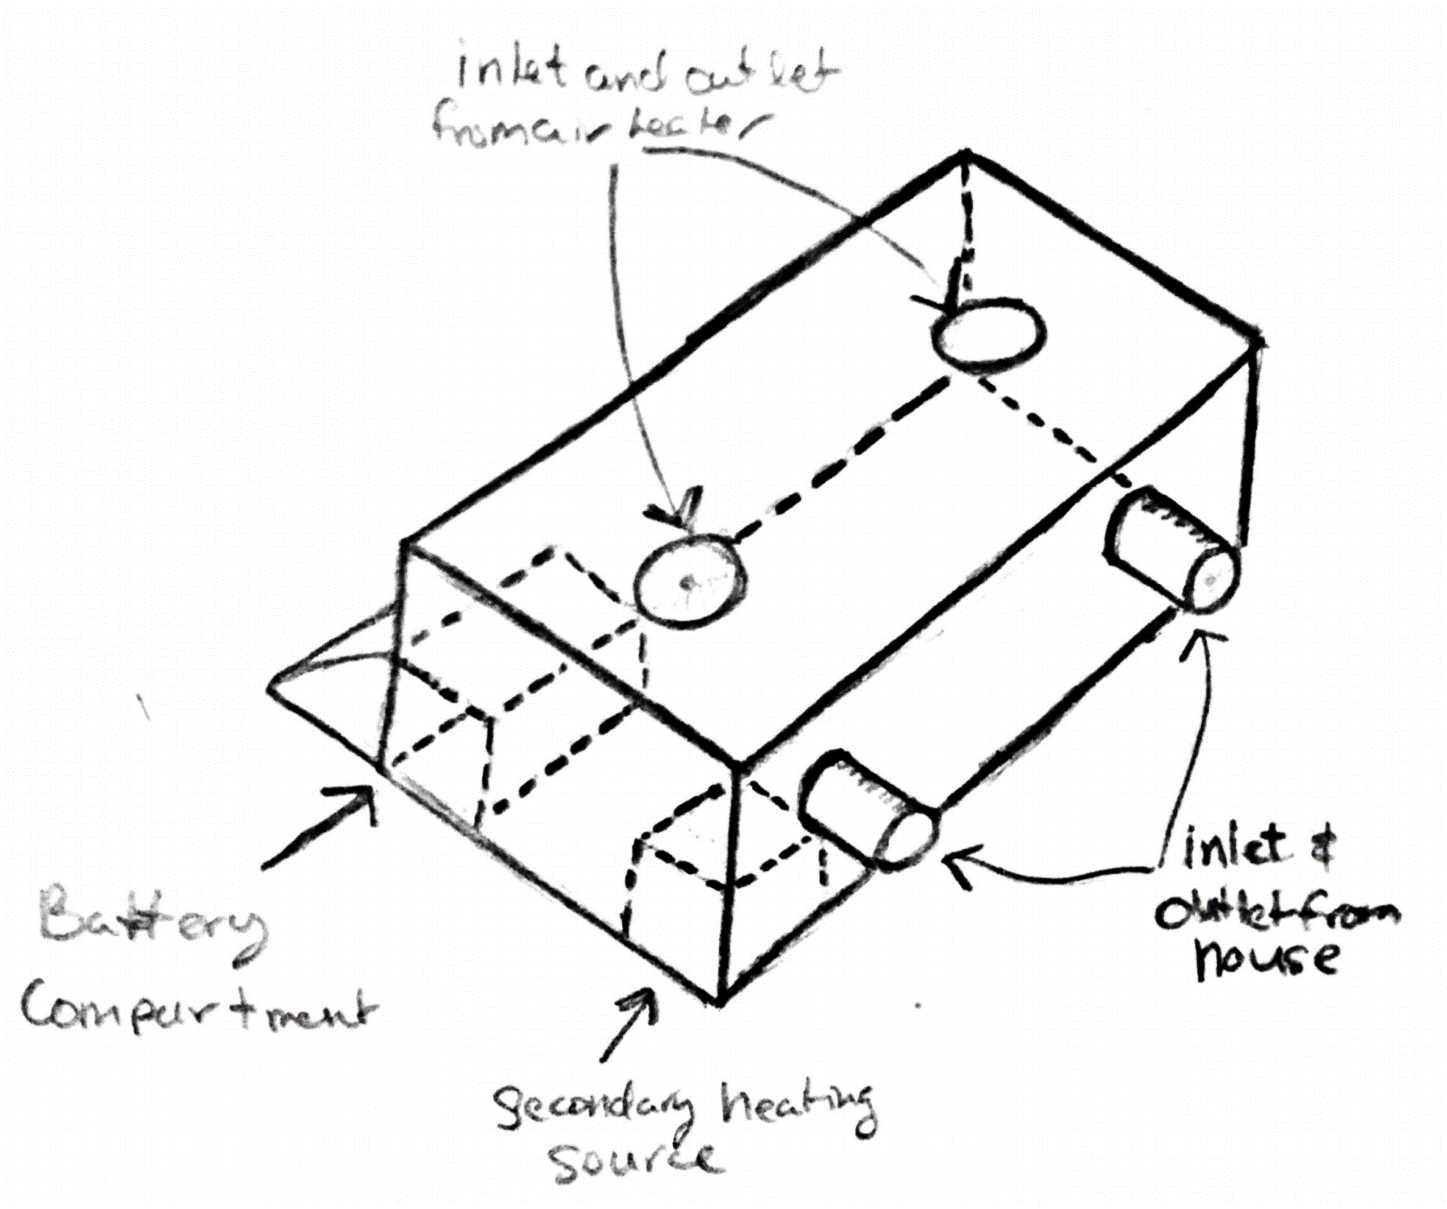 inlet and outlet
from air heater
Battery
Compartment
Secondary heating
source
inlet &
outlet from
house